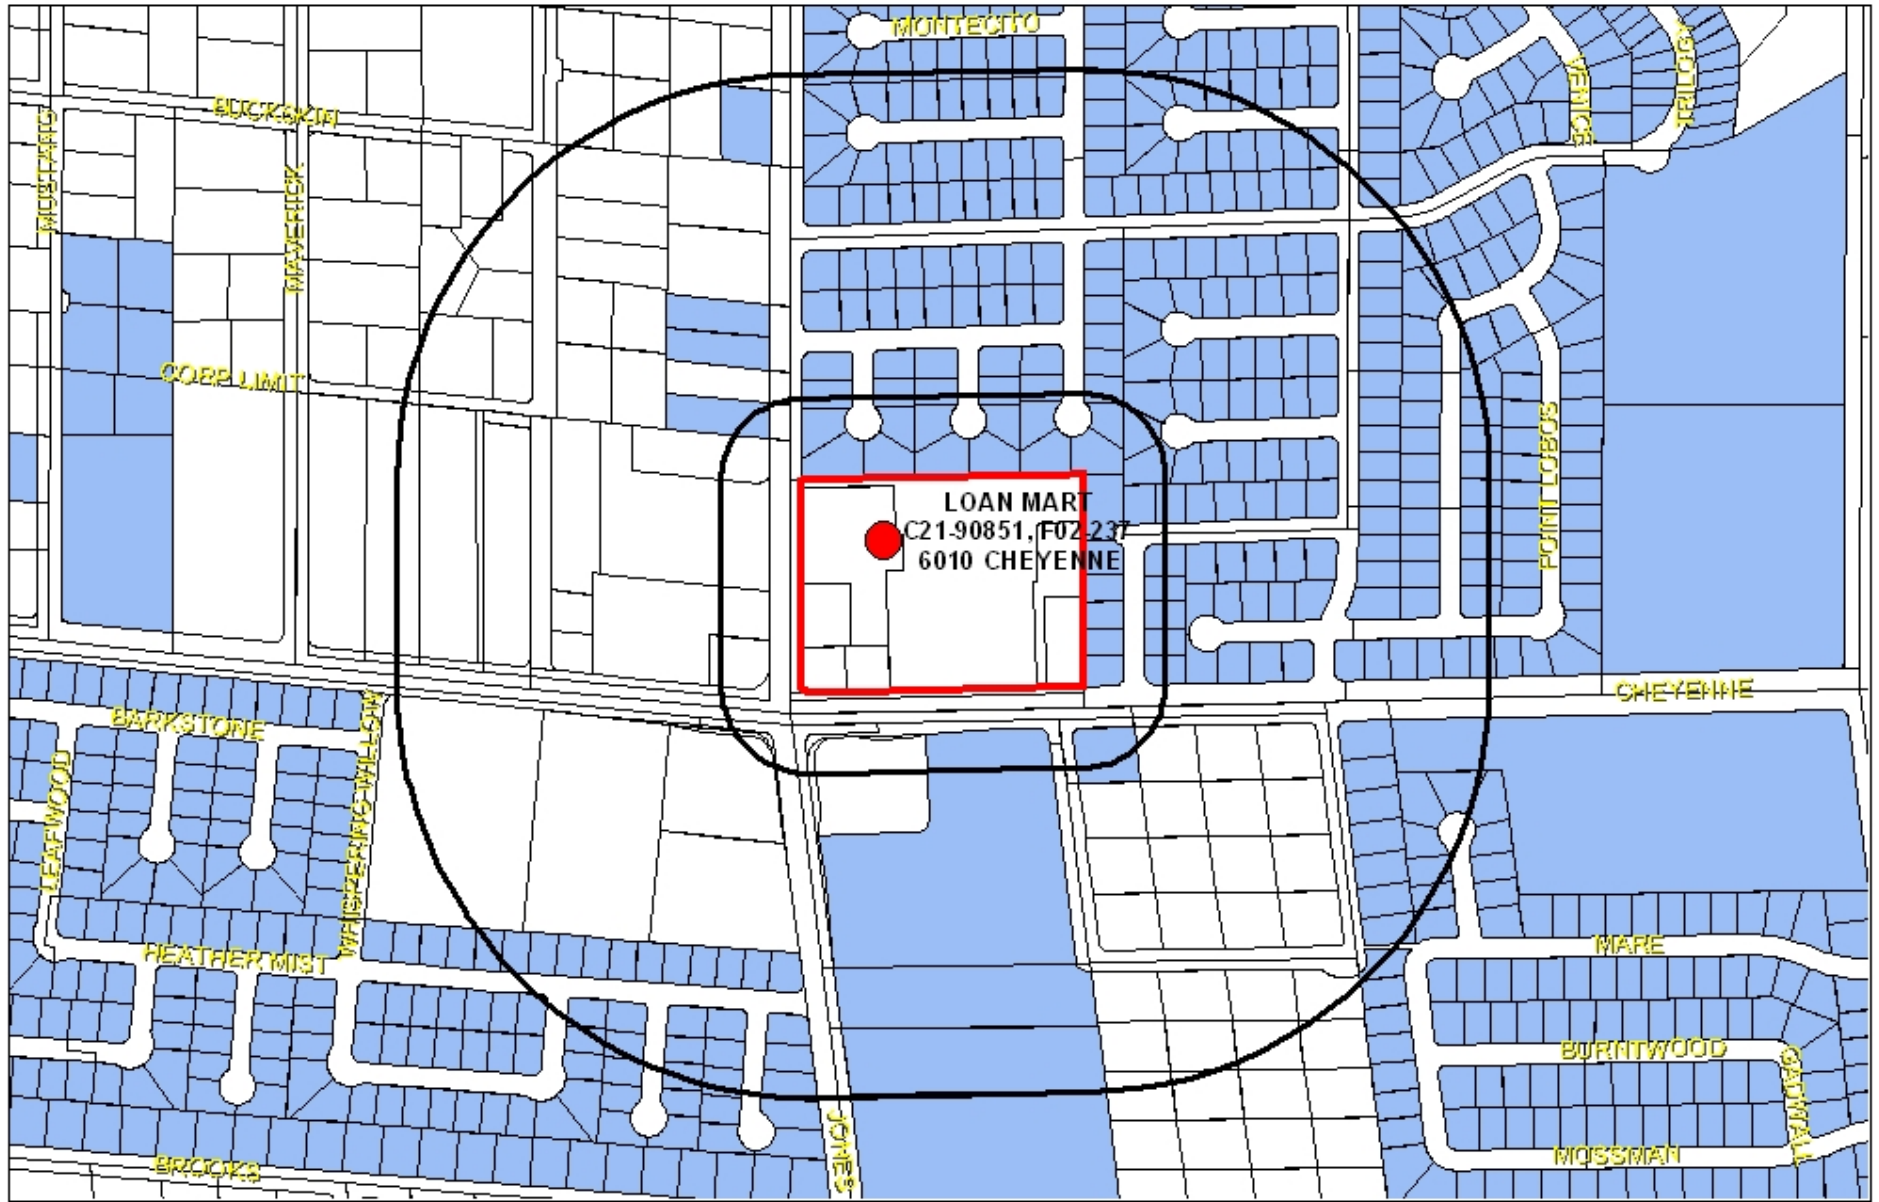 MONTECITO
TRILOGY
VENICE
BUCKSKIN
MUSTANG
MAVERICK
CORP LIMIT
POINT LOBOS
LOAN MART
C21-90851, F02-237
6010 CHEYENNE
CHEYENNE
BARKSTONE
WHISPERING WILLOW
LEAFWOOD
HEATHER MIST
MARE
BURNTWOOD
GADWALL
JONES
MOSSMAN
BROOKS